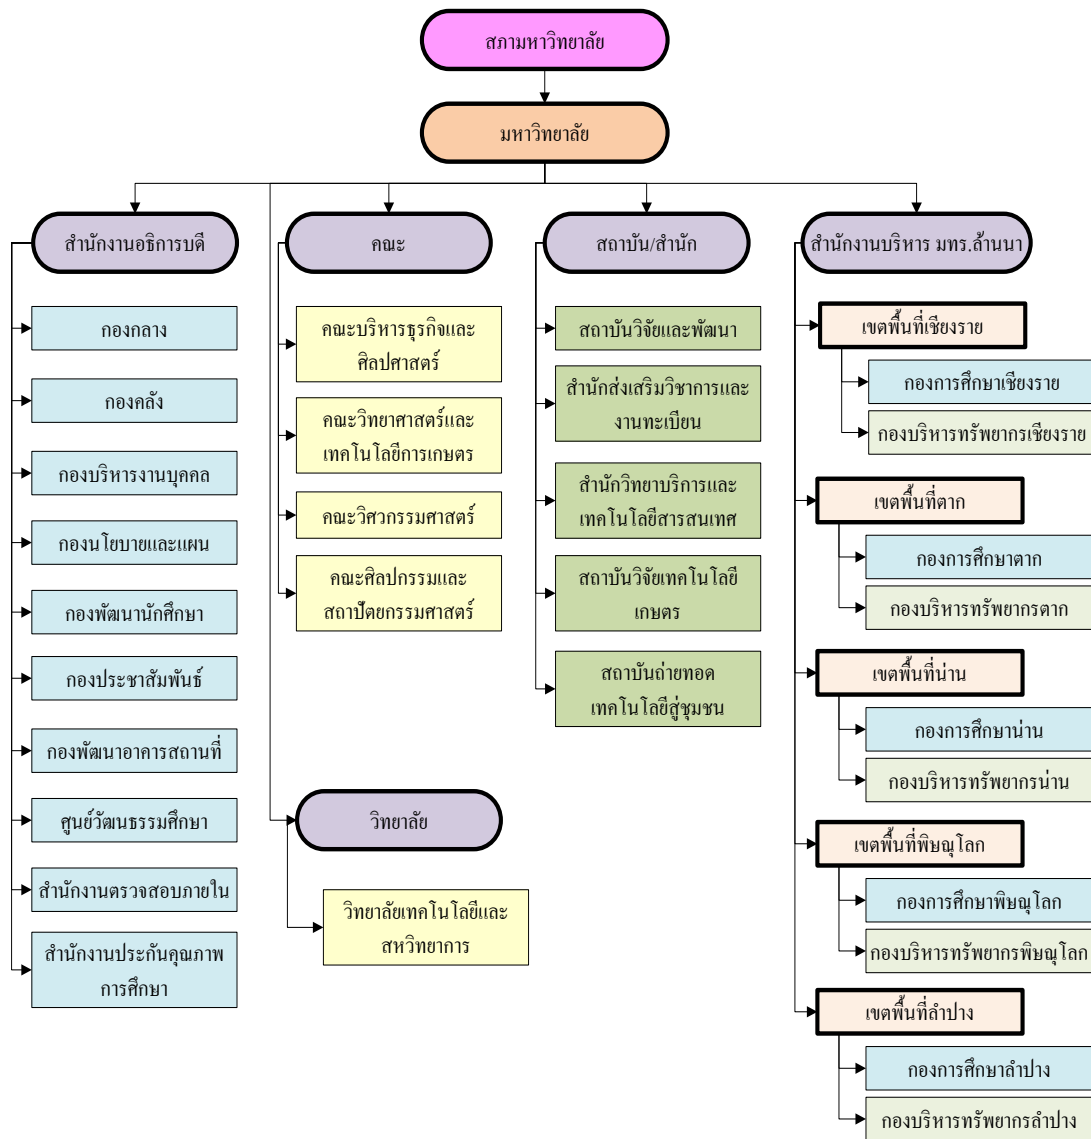 สภามหาวิทยาลัย
มหาวิทยาลัย
สำนักงานอธิการบดี
กองกลาง
กองคลัง
กองบริหารงานบุคคล
กองนโยบายและแผน
กองพัฒนานักศึกษา
กองประชาสัมพันธ์
กองพัฒนาอาคารสถานที่
ศูนย์วัฒนธรรมศึกษา
สำนักงานตรวจสอบภายใน
สำนักงานประกันคุณภาพ
การศึกษา
คณะ
คณะบริหารธุรกิจและ
ศิลปศาสตร์
คณะวิทยาศาสตร์และ
เทคโนโลยีการเกษตร
คณะวิศวกรรมศาสตร์
คณะศิลปกรรมและ
สถาปัตยกรรมศาสตร์
วิทยาลัย
วิทยาลัยเทคโนโลยีและ
สหวิทยาการ
สถาบัน/สำนัก
สถาบันวิจัยและพัฒนา
สำนักส่งเสริมวิชาการและ
งานทะเบียน
สำนักวิทยาบริการและ
เทคโนโลยีสารสนเทศ
สถาบันวิจัยเทคโนโลยี
เกษตร
สถาบันถ่ายทอด
เทคโนโลยีสู่ชุมชน
สำนักงานบริหาร มทร.ล้านนา
เขตพื้นที่เชียงราย
กองการศึกษาเชียงราย
กองบริหารทรัพยากรเชียงราย
เขตพื้นที่ตาก
กองการศึกษาตาก
กองบริหารทรัพยากรตาก
เขตพื้นที่น่าน
กองการศึกษาน่าน
กองบริหารทรัพยากรน่าน
เขตพื้นที่พิษณุโลก
กองการศึกษาพิษณุโลก
กองบริหารทรัพยากรพิษณุโลก
เขตพื้นที่ลำปาง
กองการศึกษาลำปาง
กองบริหารทรัพยากรลำปาง